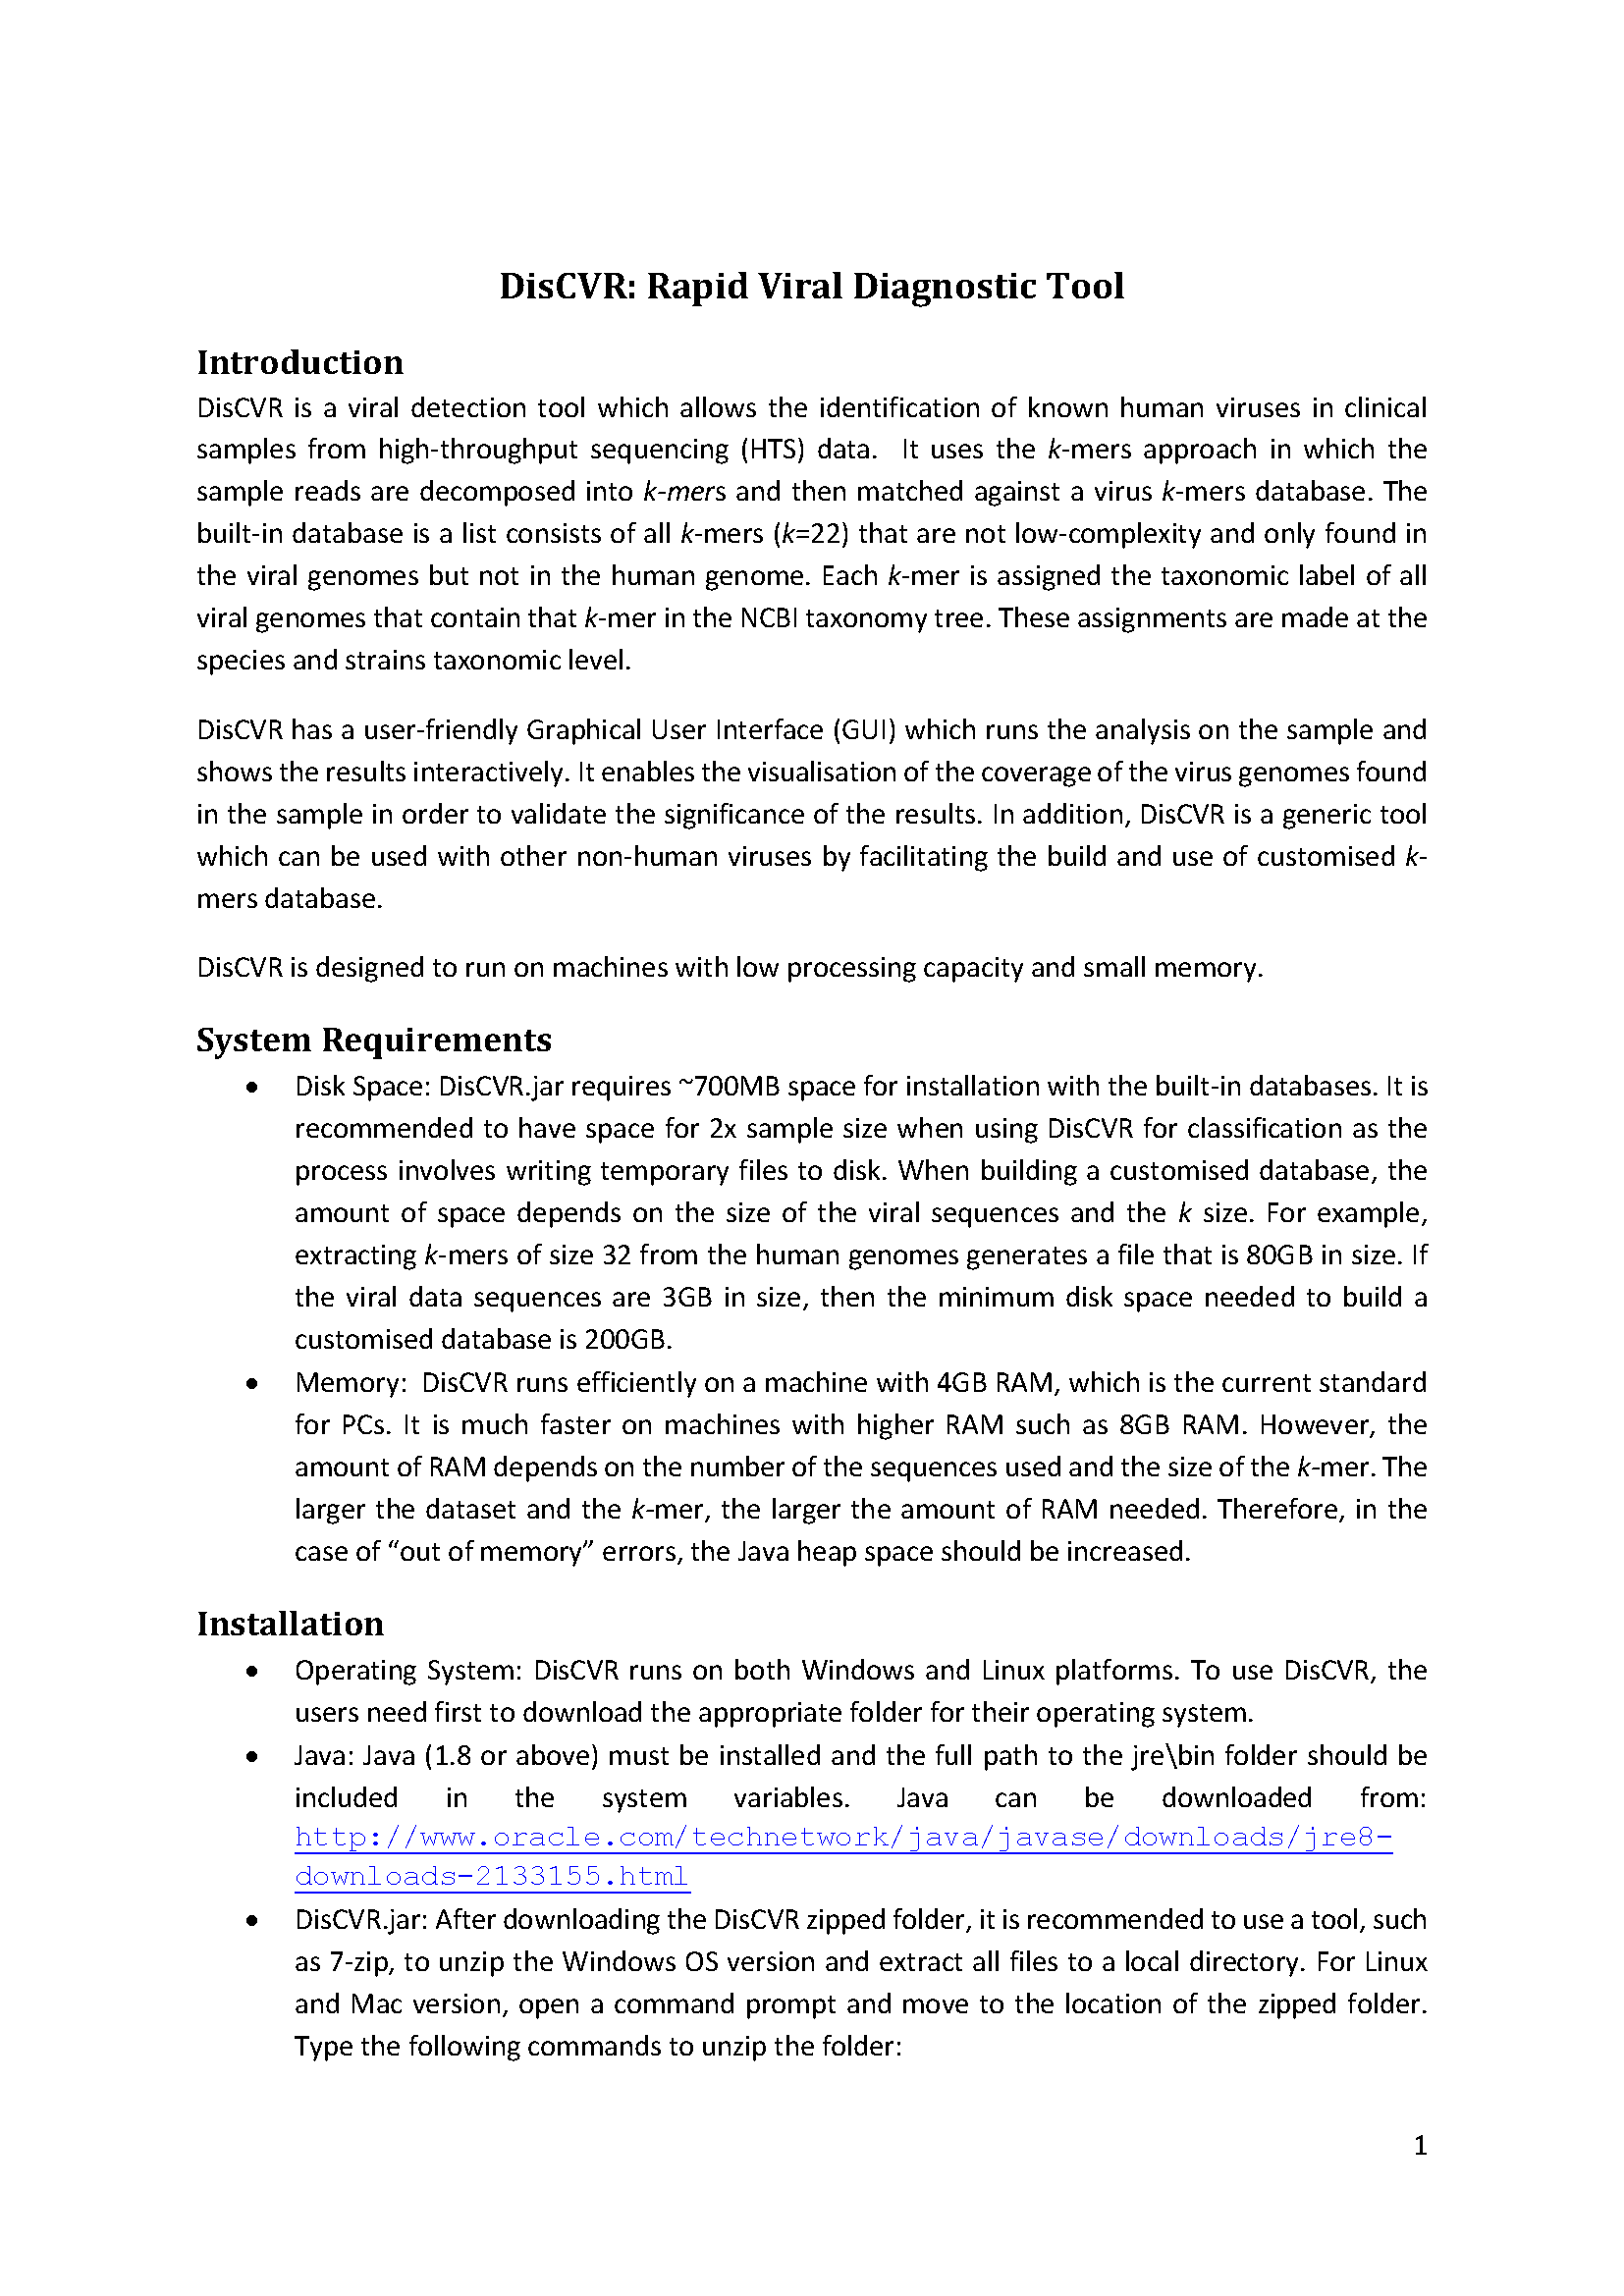 DisCVR: Rapid Viral Diagnostic Tool
Introduction
DisCVR is a viral detection tool which allows the identification of known human viruses in clinical
samples from high-throughput sequencing (HTS) data.  It uses the k-mers approach in which the
sample reads are decomposed into k-mers and then matched against a virus k-mers database. The
built-in database is a list consists of all k-mers (k=22) that are not low-complexity and only found in
the viral genomes but not in the human genome. Each k-mer is assigned the taxonomic label of all
viral genomes that contain that k-mer in the NCBI taxonomy tree. These assignments are made at the
species and strains taxonomic level.
DisCVR has a user-friendly Graphical User Interface (GUI) which runs the analysis on the sample and
shows the results interactively. It enables the visualisation of the coverage of the virus genomes found
in the sample in order to validate the significance of the results. In addition, DisCVR is a generic tool
which can be used with other non-human viruses by facilitating the build and use of customised k-
mers database.
DisCVR is designed to run on machines with low processing capacity and small memory.
System Requirements
• Disk Space: DisCVR.jar requires ~700MB space for installation with the built-in databases. It is
recommended to have space for 2x sample size when using DisCVR for classification as the
process involves writing temporary files to disk. When building a customised database, the
amount of space depends on the size of the viral sequences and the k size. For example,
extracting k-mers of size 32 from the human genomes generates a file that is 80GB in size. If
the viral data sequences are 3GB in size, then the minimum disk space needed to build a
customised database is 200GB.
• Memory:  DisCVR runs efficiently on a machine with 4GB RAM, which is the current standard
for PCs. It is much faster on machines with higher RAM such as 8GB RAM. However, the
amount of RAM depends on the number of the sequences used and the size of the k-mer. The
larger the dataset and the k-mer, the larger the amount of RAM needed. Therefore, in the
case of “out of memory” errors, the Java heap space should be increased.
Installation
• Operating System: DisCVR runs on both Windows and Linux platforms. To use DisCVR, the
users need first to download the appropriate folder for their operating system.
• Java: Java (1.8 or above) must be installed and the full path to the jre\bin folder should be
included in the system variables. Java can be downloaded from:
http://www.oracle.com/technetwork/java/javase/downloads/jre8-
downloads-2133155.html
• DisCVR.jar: After downloading the DisCVR zipped folder, it is recommended to use a tool, such
as 7-zip, to unzip the Windows OS version and extract all files to a local directory. For Linux
and Mac version, open a command prompt and move to the location of the zipped folder.
Type the following commands to unzip the folder:
1